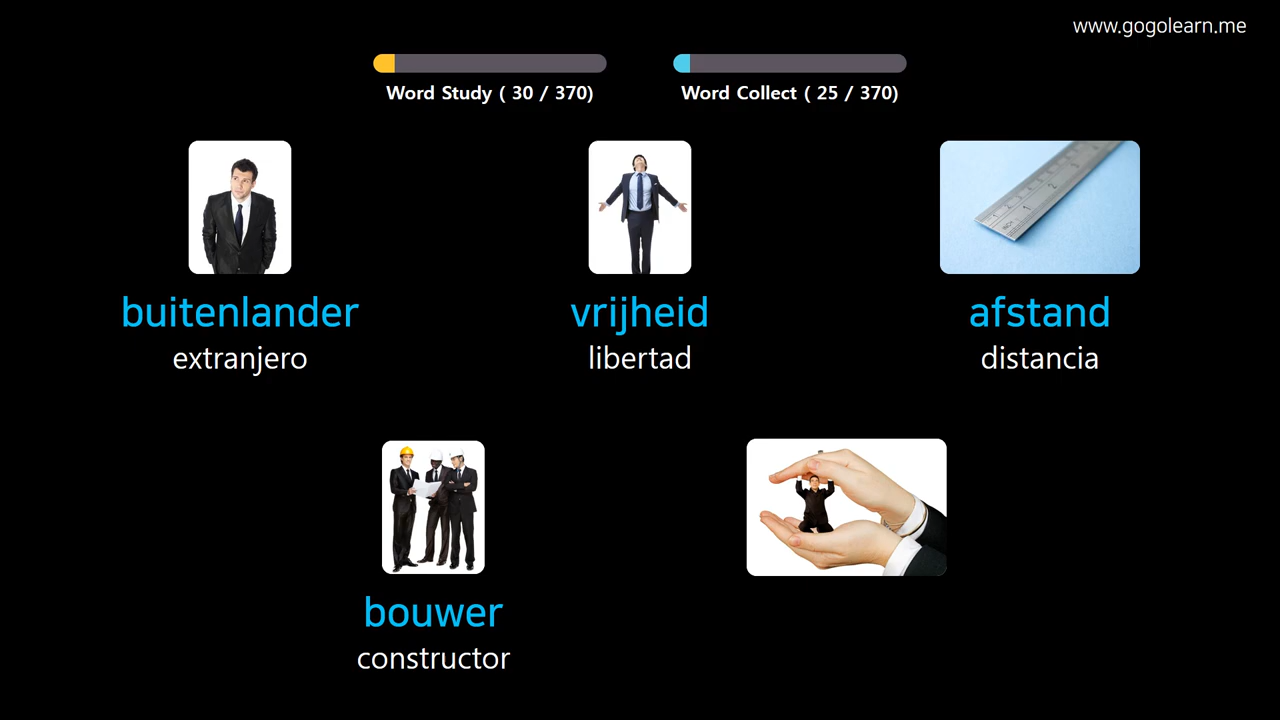 www.gogolearn.me
Word Study ( 30 / 370)
Word Collect ( 25 / 370)
buitenlander
extranjero
vrijheid
libertad
afstand
distancia
bouwer
constructor